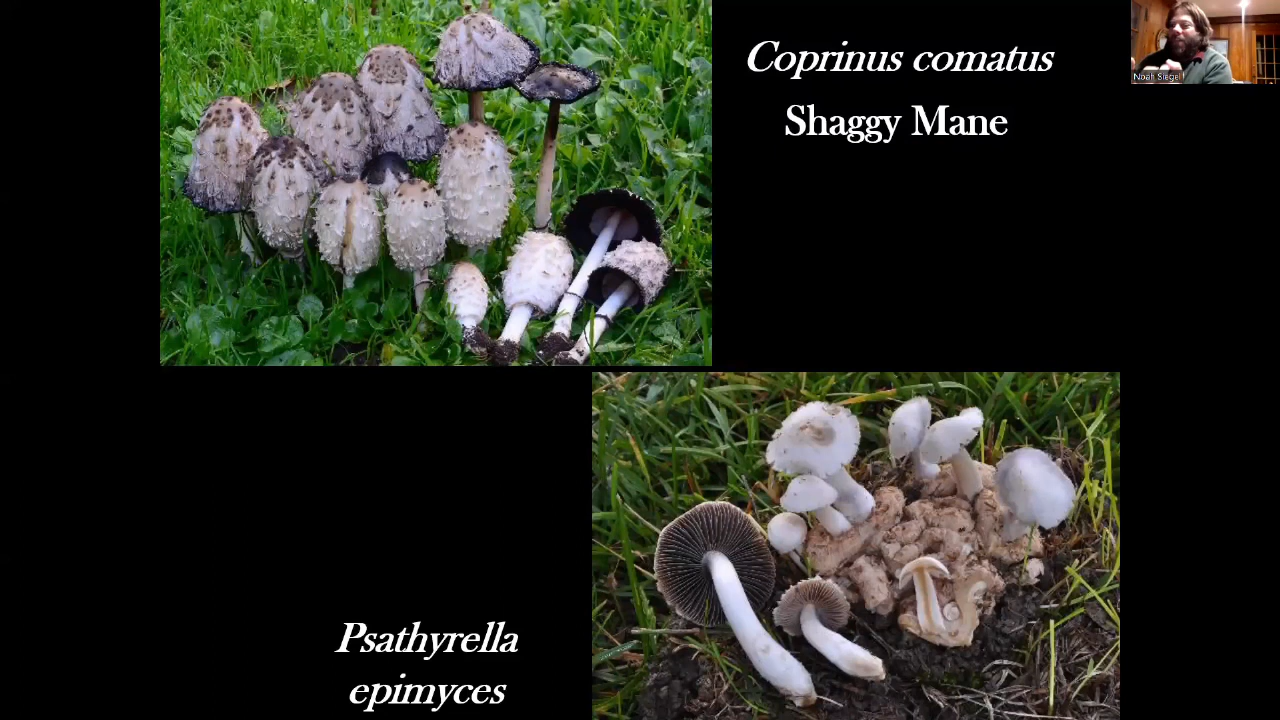 Coprinus comatus
Shaggy Mane
Noah Siegel
Psathyrella
epimyces